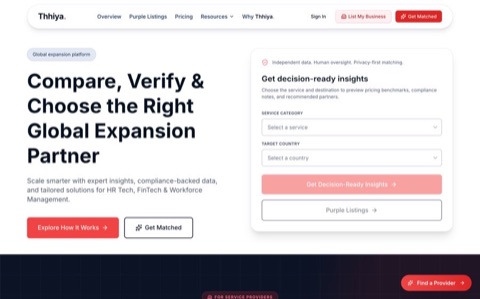 Thhiya.
Overview
Purple Listings
Pricing
Resources
Why Thhiya.
Sign In
List My Business
Get Matched
Global expansion platform
Compare, Verify &
Choose the Right
Global Expansion
Partner
Scale smarter with expert insights, compliance-backed data,
and tailored solutions for HR Tech, FinTech & Workforce
Management.
Explore How It Works →
Get Matched
Independent data. Human oversight. Privacy-first matching.
Get decision-ready insights
Choose the service and destination to preview pricing benchmarks, compliance
notes, and recommended partners.
SERVICE CATEGORY
Select a service
TARGET COUNTRY
Select a country
Get Decision-Ready Insights →
Purple Listings →
Find a Provider →
FOR SERVICE PROVIDERS